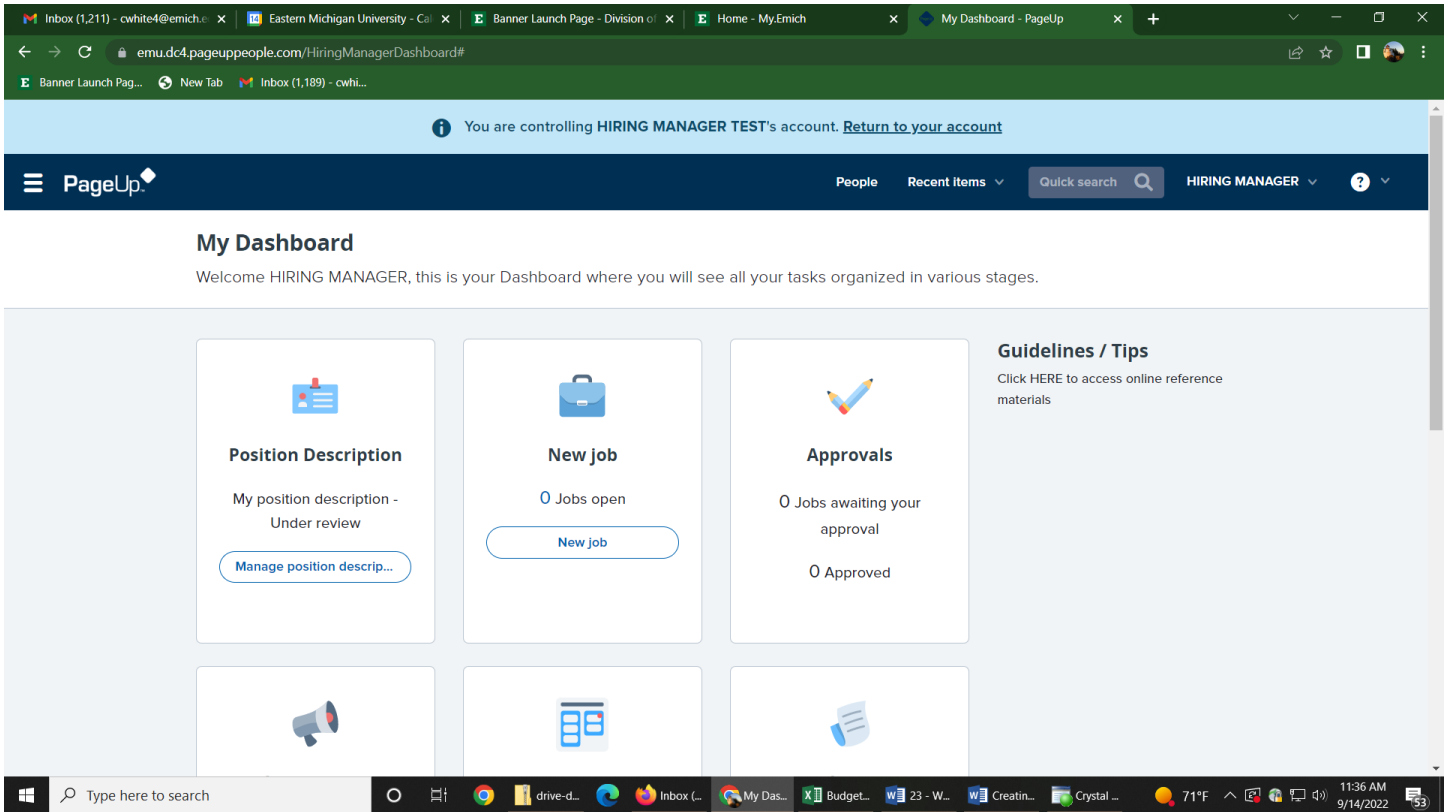 Inbox (1,211) - cwhite4@emich.e
14 Eastern Michigan University - Cal
E Banner Launch Page - Division of
E Home - My.Emich
My Dashboard - PageUp
emu.dc4.pageuppeople.com/HiringManagerDashboard#
E Banner Launch Pag...
New Tab
Inbox (1,189) - cwhi...
You are controlling HIRING MANAGER TEST's account. Return to your account
PageUp
People
Recent items
Quick search
HIRING MANAGER
?
My Dashboard
Welcome HIRING MANAGER, this is your Dashboard where you will see all your tasks organized in various stages.
Position Description
My position description -
Under review
Manage position descrip...
New job
0 Jobs open
New job
Approvals
0 Jobs awaiting your
approval
0 Approved
Guidelines / Tips
Click HERE to access online reference
materials
Type here to search
drive-d...
Inbox (...
My Das...
Budget...
23 - W...
Creatin...
Crystal ...
71°F
11:36 AM
9/14/2022
53